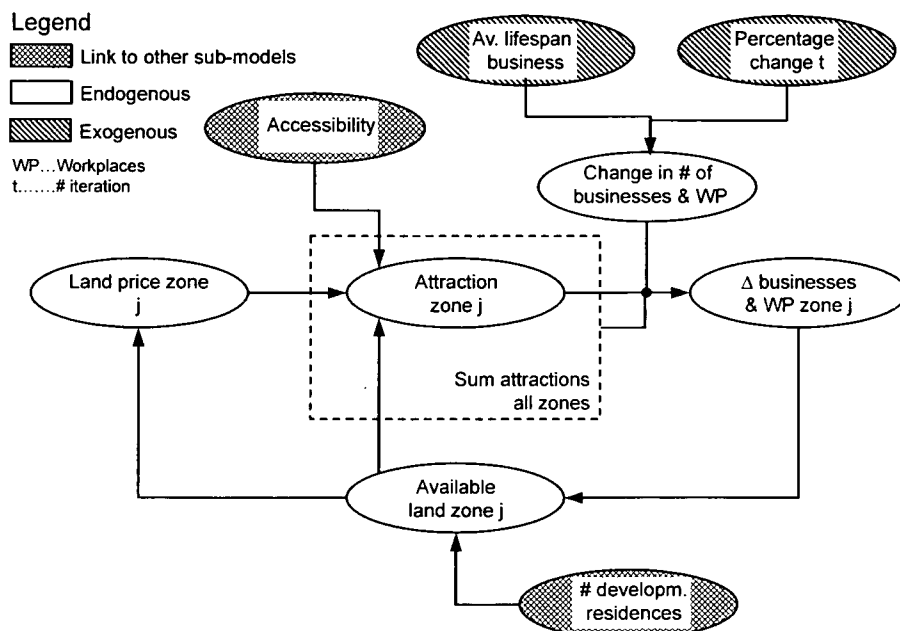 Legend
Link to other sub-models
Endogenous
Exogenous
WP...Workplaces
t.......# iteration
Av. lifespan
business
Percentage
change t
Accessibility
Change in # of
businesses & WP
Land price zone
j
Attraction
zone j
Δ businesses
& WP zone j
Sum attractions
all zones
Available
land zone j
# developm.
residences